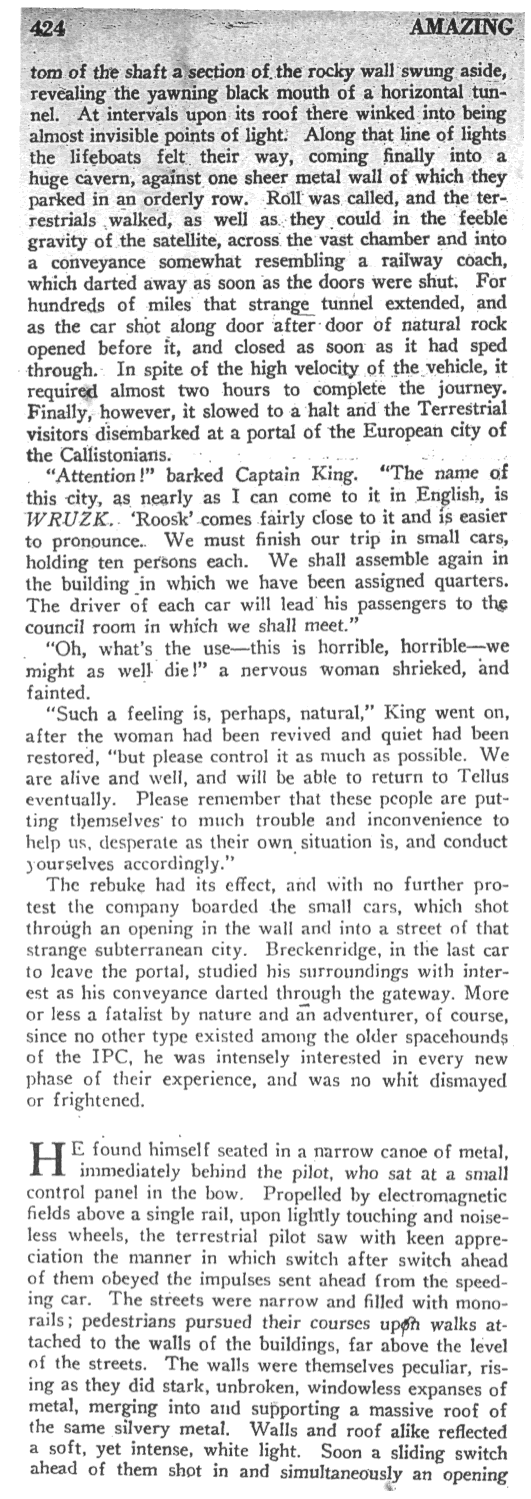 424 AMAZING
tom of the shaft a section of the rocky wall swung aside,
revealing the yawning black mouth of a horizontal tun-
nel. At intervals upon its roof there winked into being
almost invisible points of light. Along that line of lights
the lifeboats felt their way, coming finally into a
huge cavern, against one sheer metal wall of which they
parked in an orderly row. Roll was called, and the ter-
restrials walked, as well as they could in the feeble
gravity of the satellite, across the vast chamber and into
a conveyance somewhat resembling a railway coach,
which darted away as soon as the doors were shut. For
hundreds of miles that strange tunnel extended, and
as the car shot along door after door of natural rock
opened before it, and closed as soon as it had sped
through. In spite of the high velocity of the vehicle, it
required almost two hours to complete the journey.
Finally, however, it slowed to a halt and the Terrestrial
visitors disembarked at a portal of the European city of
the Callistonians.
"Attention!" barked Captain King. "The name of
this city, as nearly as I can come to it in English, is
WRUZK. 'Roosk' comes fairly close to it and is easier
to pronounce. We must finish our trip in small cars,
holding ten persons each. We shall assemble again in
the building in which we have been assigned quarters.
The driver of each car will lead his passengers to the
council room in which we shall meet."
"Oh, what's the use—this is horrible, horrible—we
might as well die!" a nervous woman shrieked, and
fainted.
"Such a feeling is, perhaps, natural," King went on,
after the woman had been revived and quiet had been
restored, "but please control it as much as possible. We
are alive and well, and will be able to return to Tellus
eventually. Please remember that these people are put-
ting themselves to much trouble and inconvenience to
help us, desperate as their own situation is, and conduct
yourselves accordingly."
The rebuke had its effect, and with no further pro-
test the company boarded the small cars, which shot
through an opening in the wall and into a street of that
strange subterranean city. Breckenridge, in the last car
to leave the portal, studied his surroundings with inter-
est as his conveyance darted through the gateway. More
or less a fatalist by nature and an adventurer, of course,
since no other type existed among the older spacehounds
of the IPC, he was intensely interested in every new
phase of their experience, and was no whit dismayed
or frightened.
HE found himself seated in a narrow canoe of metal,
immediately behind the pilot, who sat at a small
control panel in the bow. Propelled by electromagnetic
fields above a single rail, upon lightly touching and noise-
less wheels, the terrestrial pilot saw with keen appre-
ciation the manner in which switch after switch ahead
of them obeyed the impulses sent ahead from the speed-
ing car. The streets were narrow and filled with mono-
rails; pedestrians pursued their courses upon walks at-
tached to the walls of the buildings, far above the level
of the streets. The walls were themselves peculiar, ris-
ing as they did stark, unbroken, windowless expanses of
metal, merging into and supporting a massive roof of
the same silvery metal. Walls and roof alike reflected
a soft, yet intense, white light. Soon a sliding switch
ahead of them shot in and simultaneously an opening